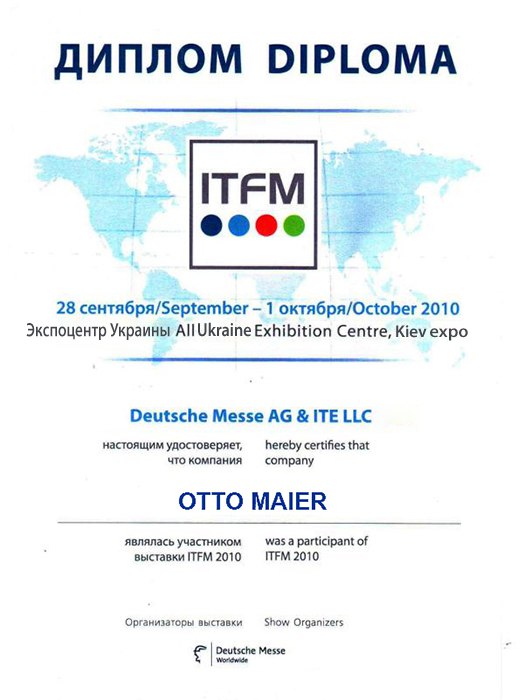 ДИПЛОМ DIPLOMA
ITFM
28 сентября/September – 1 октября/October 2010
Экспоцентр Украины All Ukraine Exhibition Centre, Kiev expo
Deutsche Messe AG & ITE LLC
настоящим удостоверяет, hereby certifies that
что компания company
OTTO MAIER
являлась участником was a participant of
выставки ITFM 2010 ITFM 2010
Организаторы выставки Show Organizers
Deutsche Messe
Worldwide